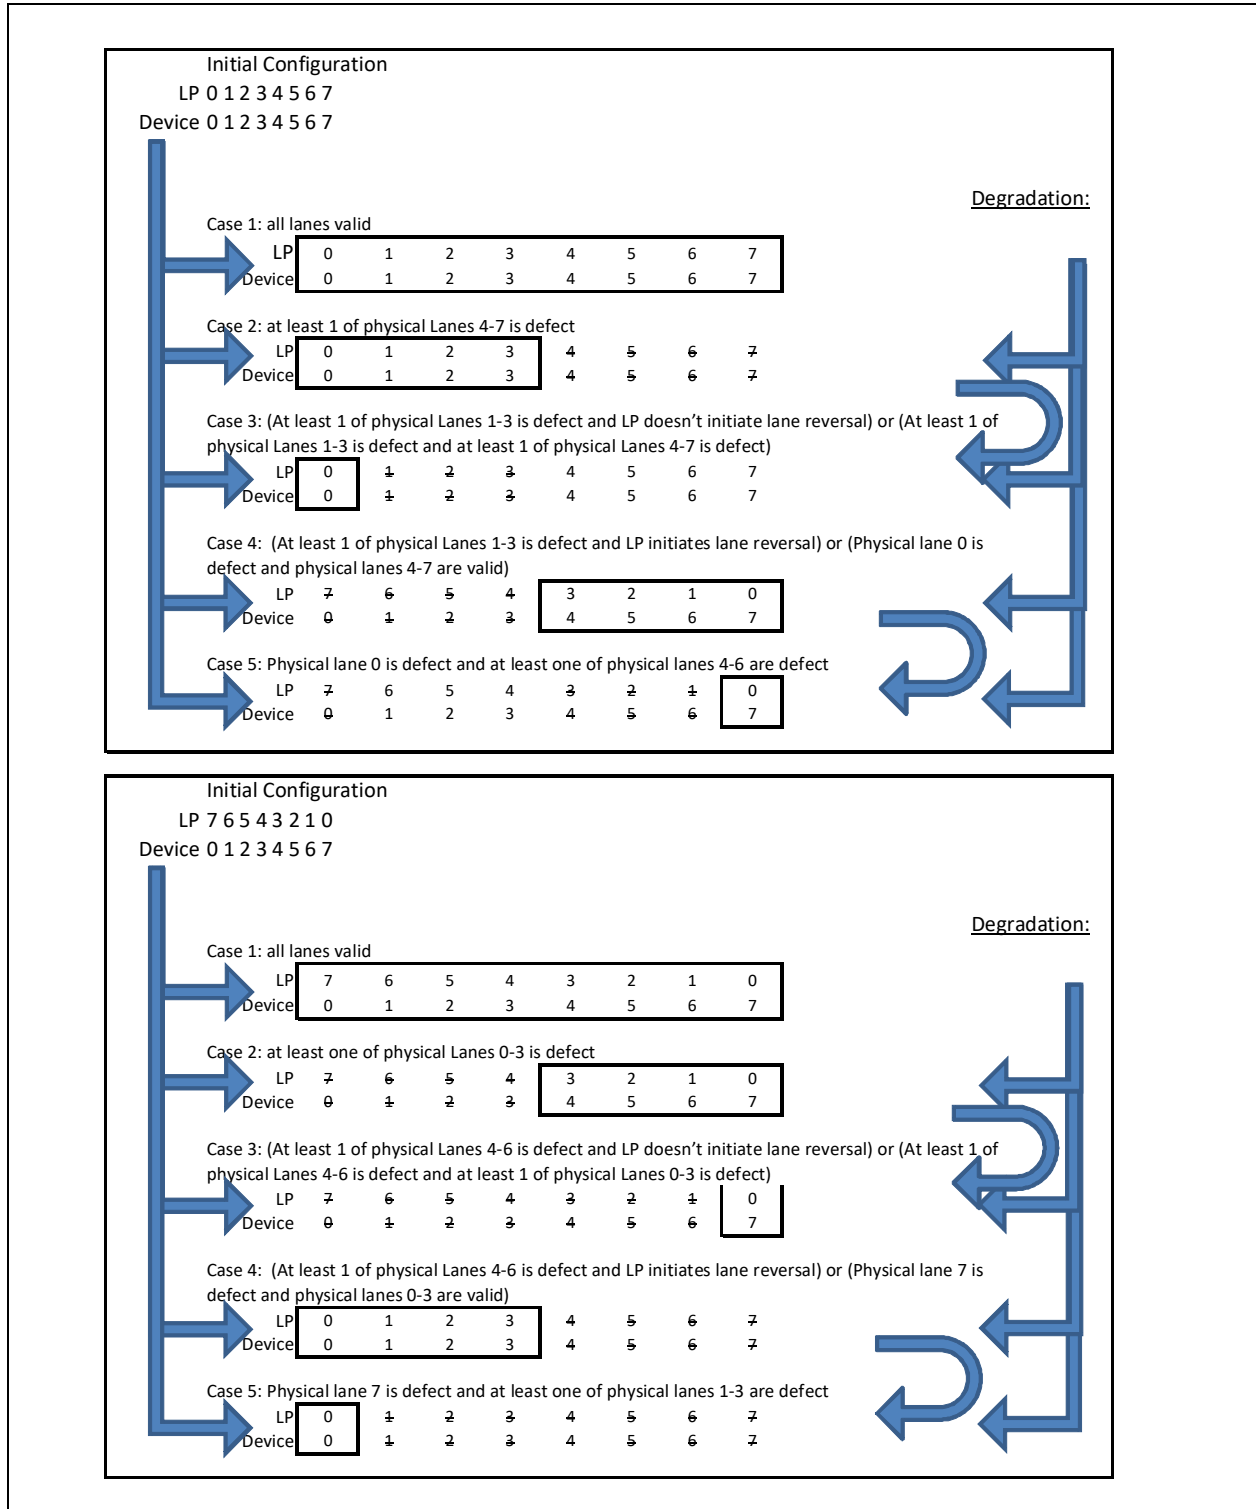 Initial Configuration
LP 0 1 2 3 4 5 6 7
Device 0 1 2 3 4 5 6 7
Degradation:
Case 1: all lanes valid
LP 0 1 2 3 4 5 6 7
Device 0 1 2 3 4 5 6 7
Case 2: at least 1 of physical Lanes 4-7 is defect
LP 0 1 2 3 4 5 6 7
Device 0 1 2 3 4 5 6 7
Case 3: (At least 1 of physical Lanes 1-3 is defect and LP doesn't initiate lane reversal) or (At least 1 of
physical Lanes 1-3 is defect and at least 1 of physical Lanes 4-7 is defect)
LP 0 1 2 3 4 5 6 7
Device 0 1 2 3 4 5 6 7
Case 4: (At least 1 of physical Lanes 1-3 is defect and LP initiates lane reversal) or (Physical lane 0 is
defect and physical lanes 4-7 are valid)
LP 7 6 5 4 3 2 1 0
Device 0 1 2 3 4 5 6 7
Case 5: Physical lane 0 is defect and at least one of physical lanes 4-6 are defect
LP 7 6 5 4 3 2 1 0
Device 0 1 2 3 4 5 6 7
Initial Configuration
LP 7 6 5 4 3 2 1 0
Device 0 1 2 3 4 5 6 7
Degradation:
Case 1: all lanes valid
LP 7 6 5 4 3 2 1 0
Device 0 1 2 3 4 5 6 7
Case 2: at least one of physical Lanes 0-3 is defect
LP 7 6 5 4 3 2 1 0
Device 0 1 2 3 4 5 6 7
Case 3: (At least 1 of physical Lanes 4-6 is defect and LP doesn't initiate lane reversal) or (At least 1 of
physical Lanes 4-6 is defect and at least 1 of physical Lanes 0-3 is defect)
LP 7 6 5 4 3 2 1 0
Device 0 1 2 3 4 5 6 7
Case 4: (At least 1 of physical Lanes 4-6 is defect and LP initiates lane reversal) or (Physical lane 7 is
defect and physical lanes 0-3 are valid)
LP 0 1 2 3 4 5 6 7
Device 0 1 2 3 4 5 6 7
Case 5: Physical lane 7 is defect and at least one of physical lanes 1-3 are defect
LP 0 1 2 3 4 5 6 7
Device 0 1 2 3 4 5 6 7